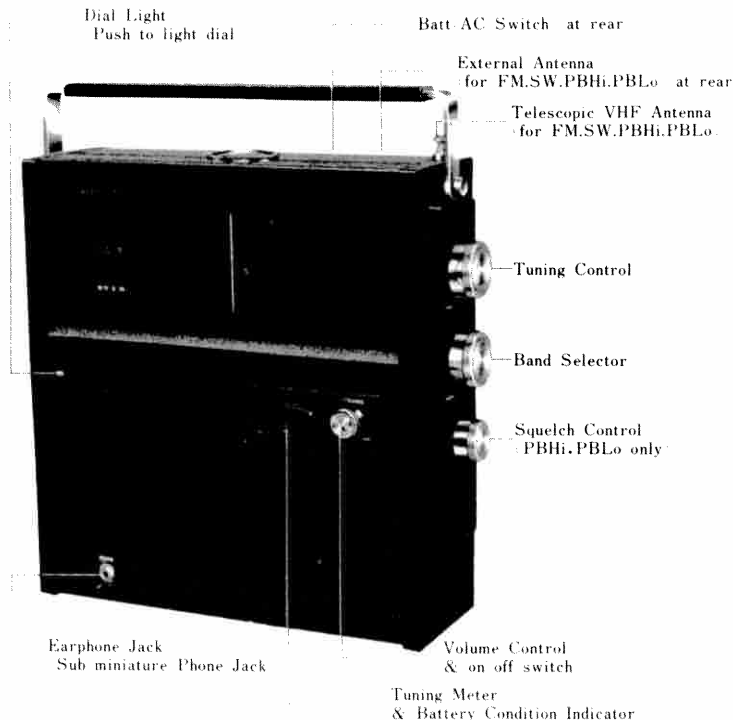 Dial Light
Push to light dial
Batt-AC Switch at rear
External Antenna
(for FM.SW.PBHi.PBLo at rear
Telescopic VHF Antenna
(for FM.SW.PBHi.PBLo.
Tuning Control
Band Selector
Squelch Control
(PBHi.PBLo only)
Earphone Jack
Sub miniature Phone Jack
Volume Control
& on off switch
Tuning Meter
& Battery Condition Indicator